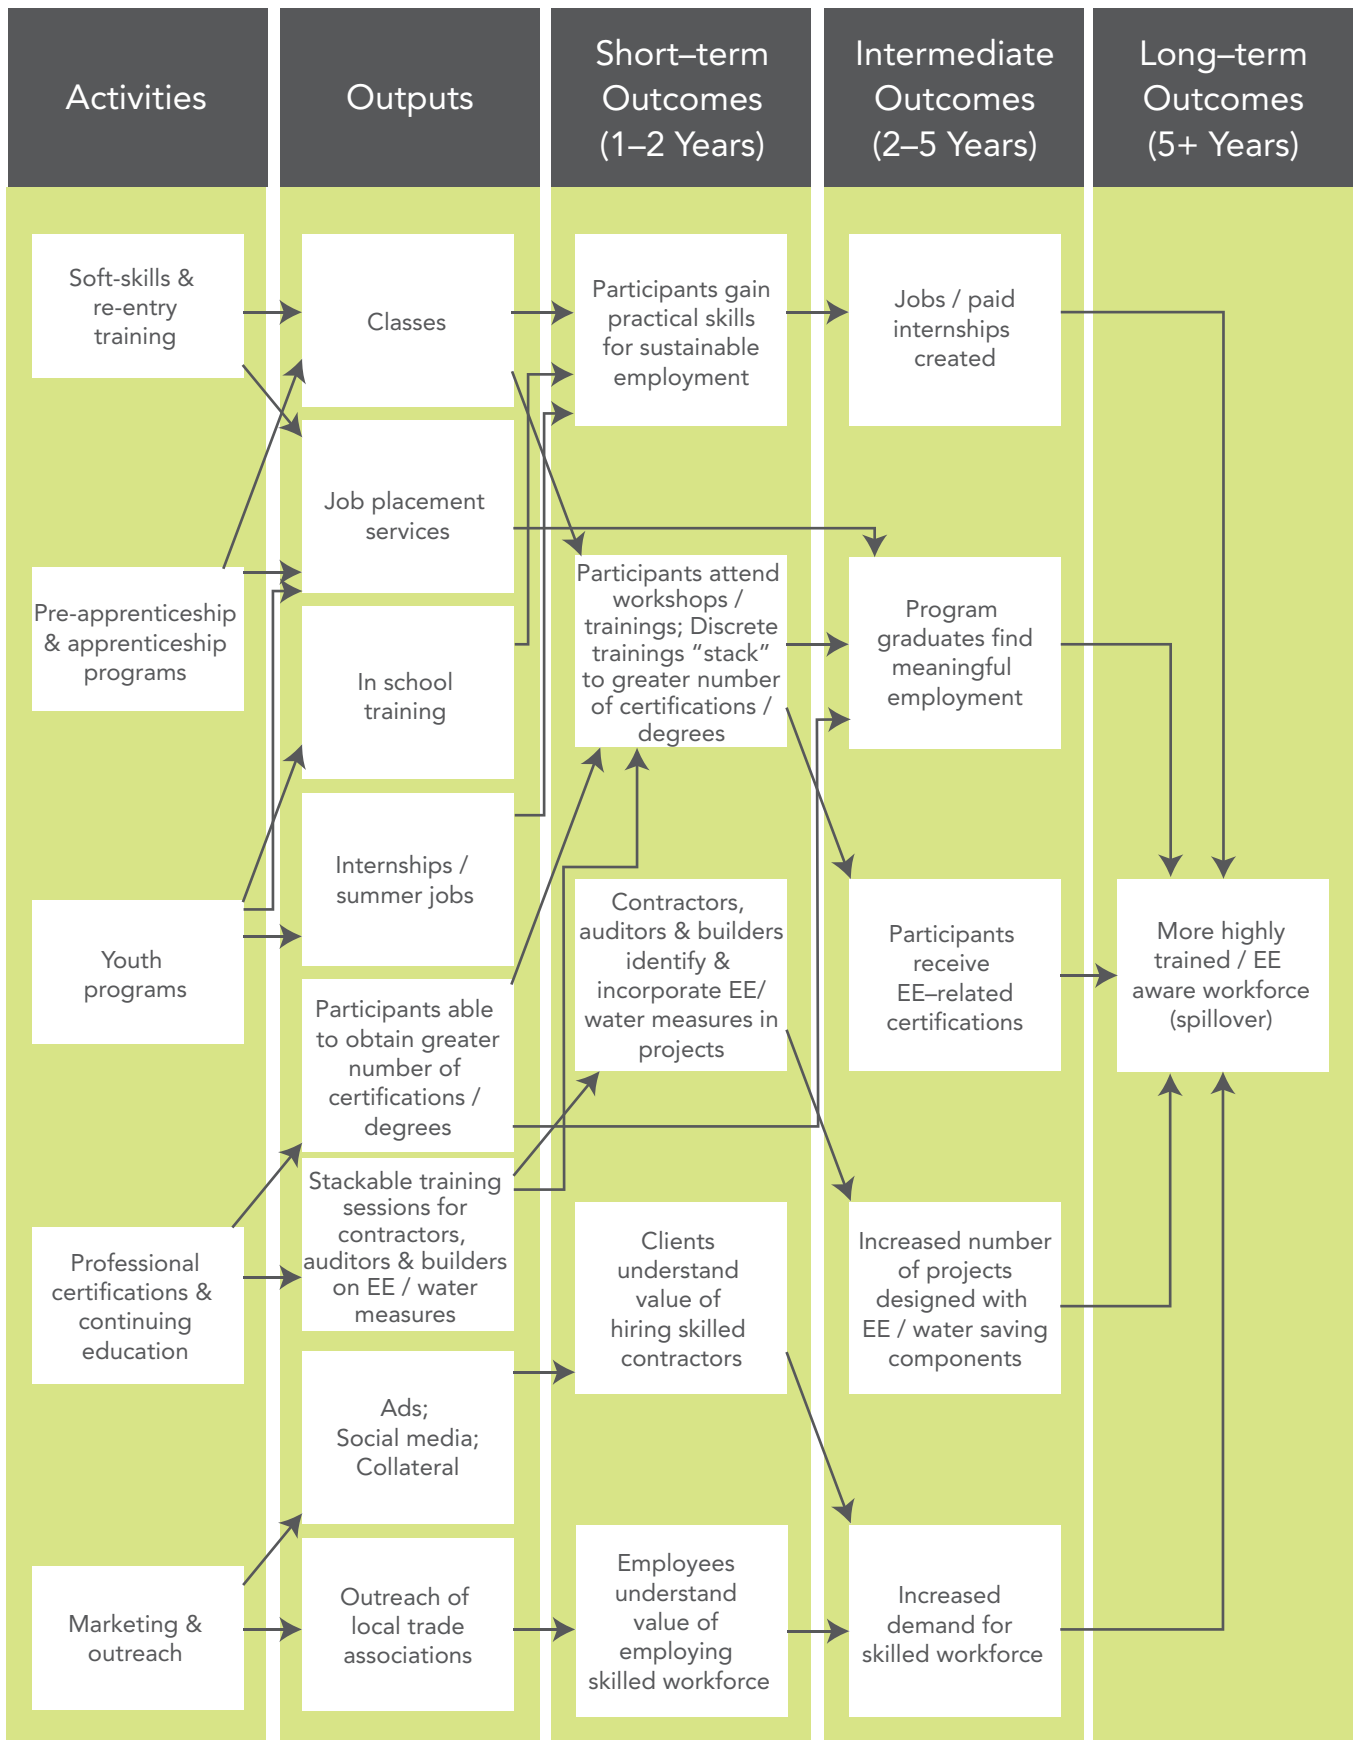 Activities
Outputs
Short–term
Outcomes
(1–2 Years)
Intermediate
Outcomes
(2–5 Years)
Long–term
Outcomes
(5+ Years)
Soft-skills &
re-entry
training
Pre-apprenticeship
& apprenticeship
programs
Youth
programs
Professional
certifications &
continuing
education
Marketing &
outreach
Classes
Job placement
services
In school
training
Internships /
summer jobs
Participants able
to obtain greater
number of
certifications /
degrees
Stackable training
sessions for
contractors,
auditors & builders
on EE / water
measures
Ads;
Social media;
Collateral
Outreach of
local trade
associations
Participants gain
practical skills
for sustainable
employment
Participants attend
workshops /
trainings; Discrete
trainings “stack”
to greater number
of certifications /
degrees
Contractors,
auditors & builders
identify &
incorporate EE/
water measures in
projects
Clients
understand
value of
hiring skilled
contractors
Employees
understand
value of
employing
skilled workforce
Jobs / paid
internships
created
Program
graduates find
meaningful
employment
Participants
receive
EE–related
certifications
Increased number
of projects
designed with
EE / water saving
components
Increased
demand for
skilled workforce
More highly
trained / EE
aware workforce
(spillover)